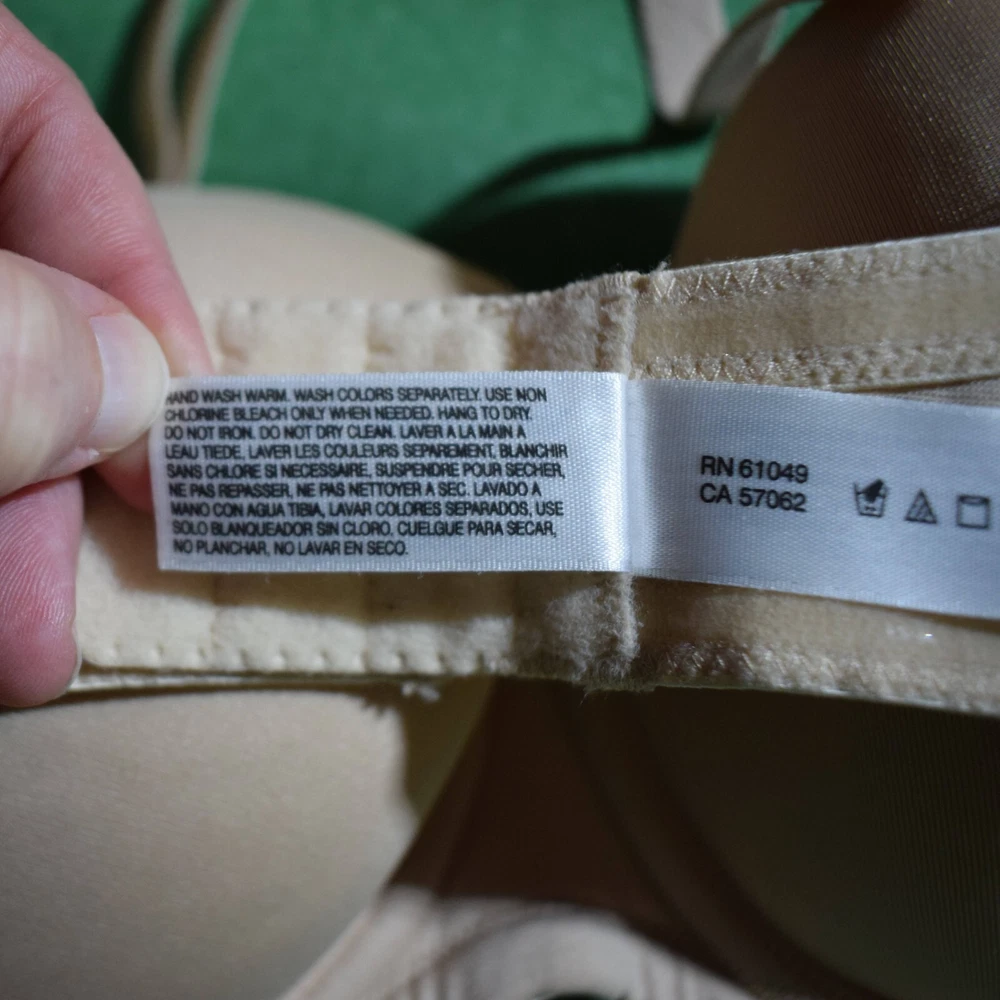 HAND WASH WARM. WASH COLORS SEPARATELY. USE NON
CHLORINE BLEACH ONLY WHEN NEEDED. HANG TO DRY.
DO NOT IRON. DO NOT DRY CLEAN. LAVER A LA MAIN A
LEAU TIEDE, LAVER LES COULEURS SEPAREMENT, BLANCHIR
SANS CHLORE SI NECESSAIRE, SUSPENDRE POUR SECHER,
NE PAS REPASSER, NE PAS NETTOYER A SEC. LAVADO A
MANO CON AGUA TIBIA, LAVAR COLORES SEPARADOS, USE
SOLO BLANQUEADOR SIN CLORO, CUELGUE PARA SECAR,
NO PLANCHAR, NO LAVAR EN SECO.
RN 61049
CA 57062